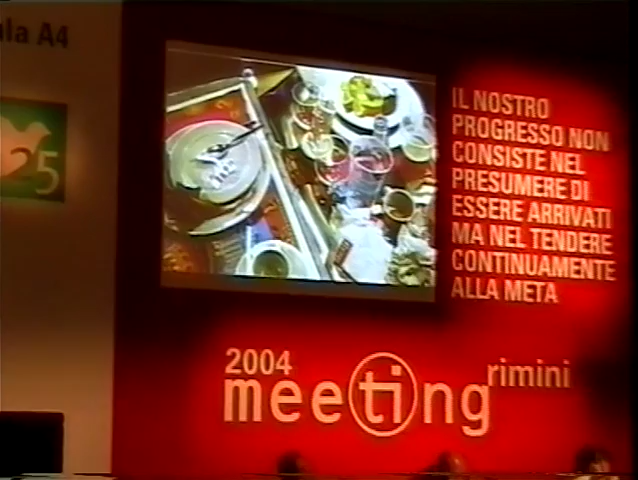 ala A4
25
IL NOSTRO
PROGRESSO NON
CONSISTE NEL
PRESUMERE DI
ESSERE ARRIVATI
MA NEL TENDERE
CONTINUAMENTE
ALLA META
2004
meeting
rimini